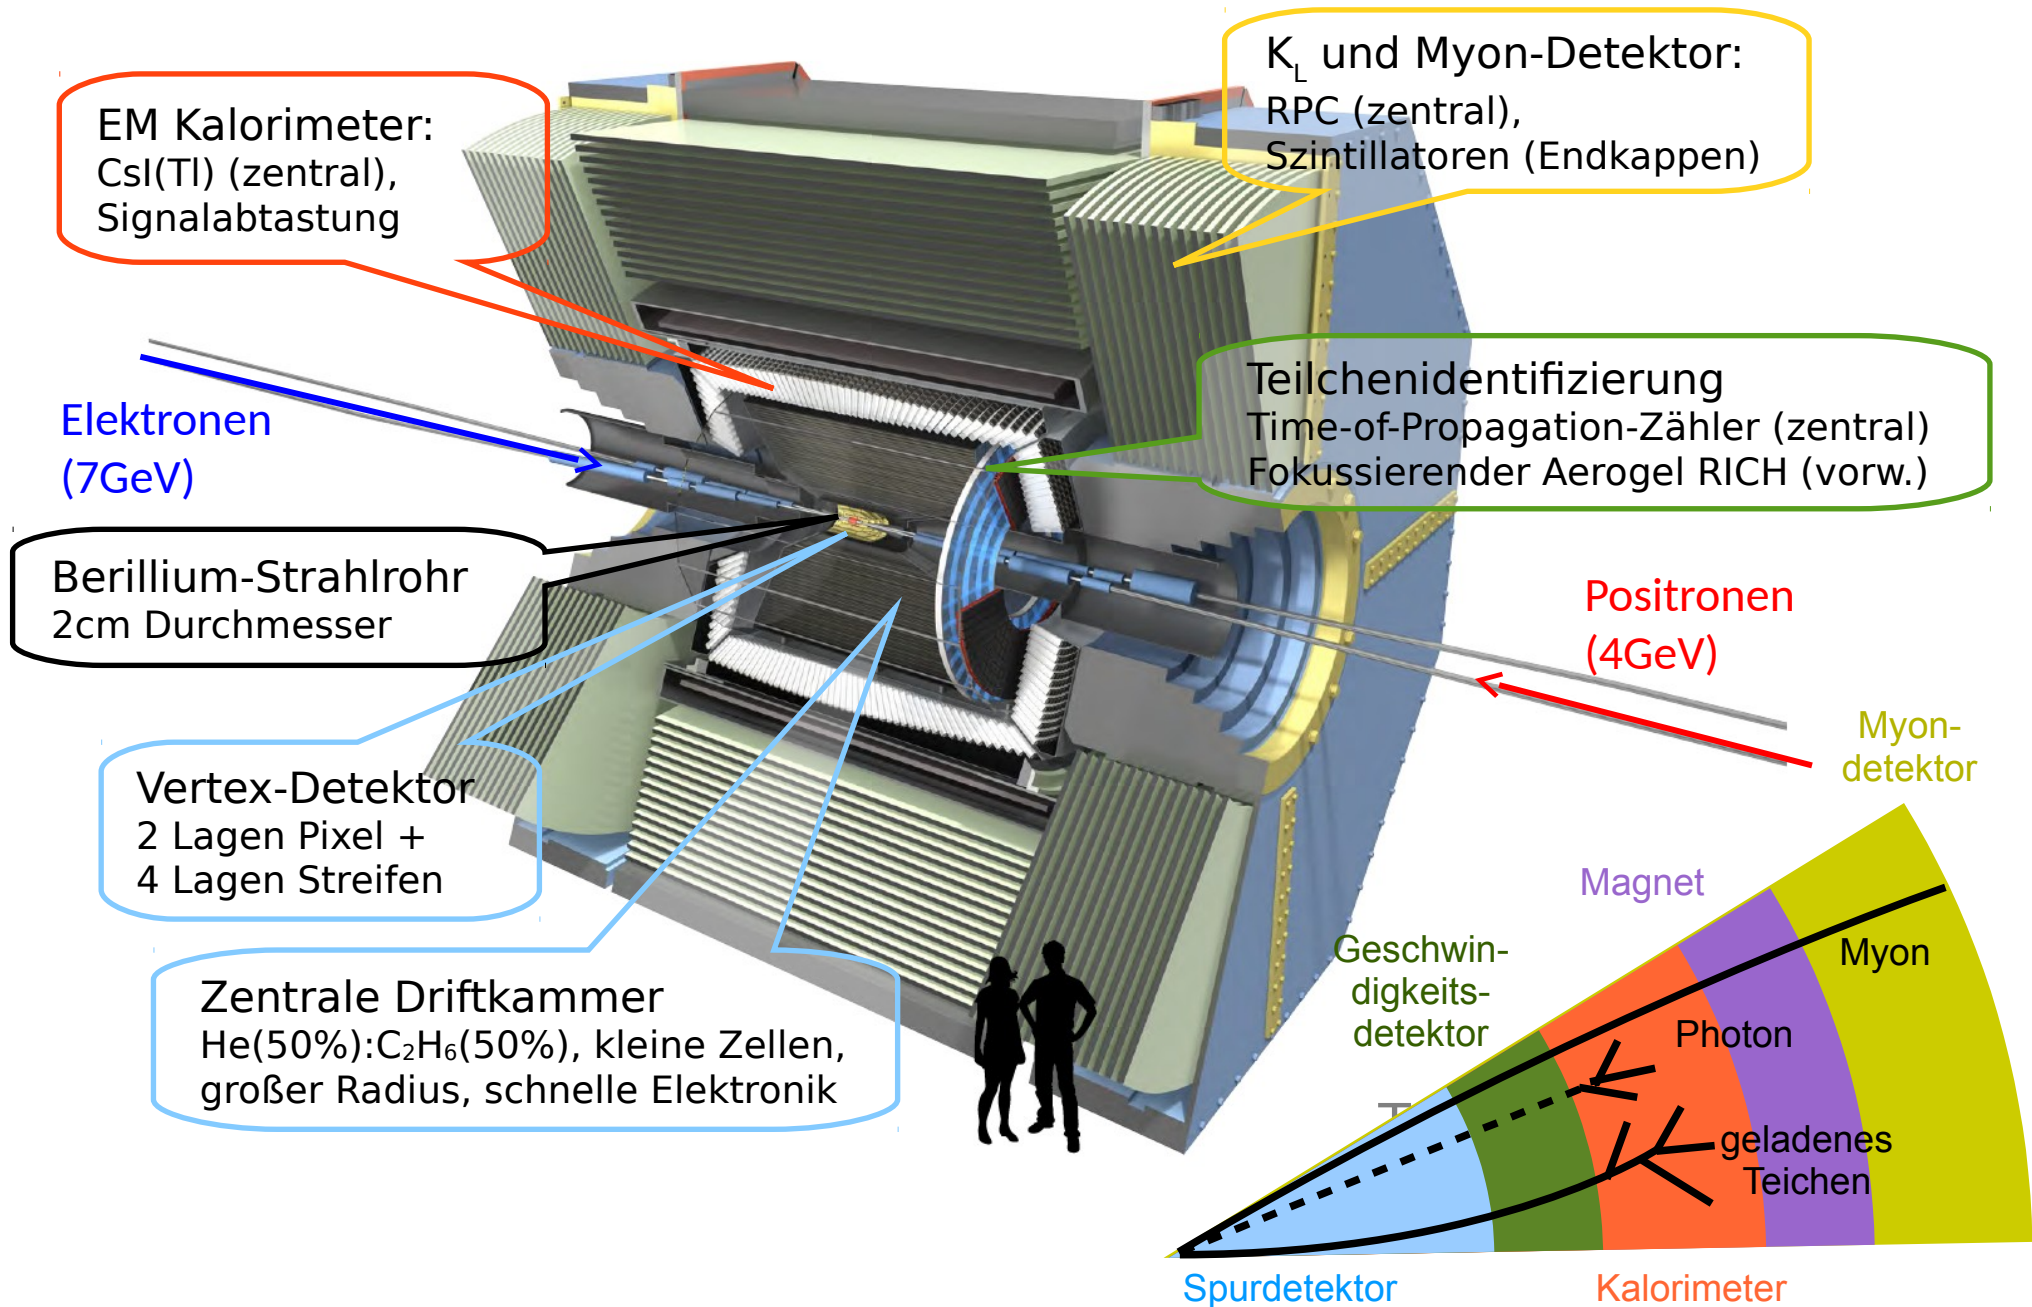 EM Kalorimeter:
CsI(Tl) (zentral),
Signalabtastung
K_L und Myon-Detektor:
RPC (zentral),
Szintillatoren (Endkappen)
Teilchenidentifizierung
Time-of-Propagation-Zähler (zentral)
Fokussierender Aerogel RICH (vorw.)
Elektronen
(7GeV)
Berillium-Strahlrohr
2cm Durchmesser
Positronen
(4GeV)
Vertex-Detektor
2 Lagen Pixel +
4 Lagen Streifen
Zentrale Driftkammer
He(50%):C₂H₆(50%), kleine Zellen,
großer Radius, schnelle Elektronik
Myon-
detektor
Magnet
Geschwin-
digkeits-
detektor
Myon
Photon
geladenes
Teichen
Spurdetektor
Kalorimeter